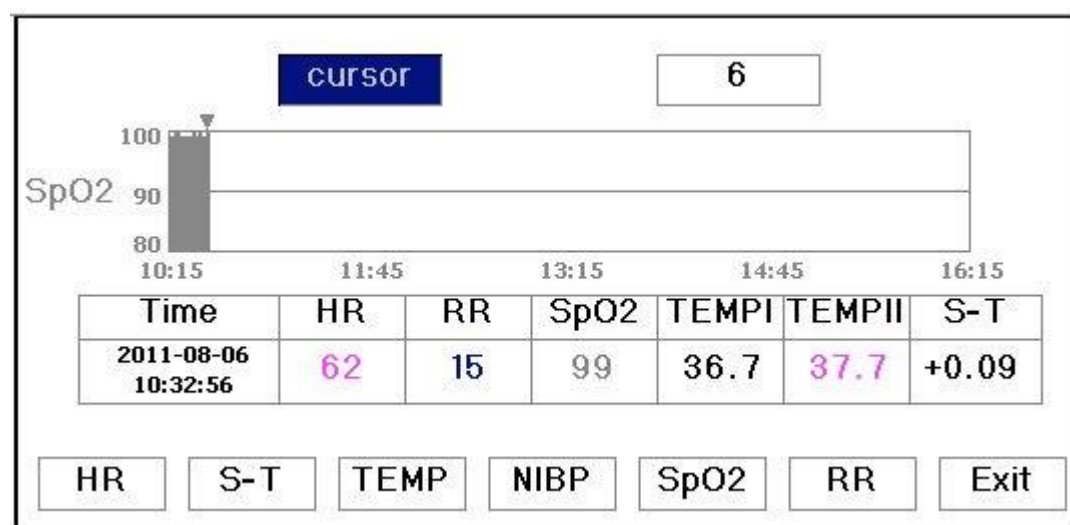 cursor 6
100
SpO2 90
80
10:15 11:45 13:15 14:45 16:15
Time HR RR SpO2 TEMPI TEMPII S-T
2011-08-06
10:32:56 62 15 99 36.7 37.7 +0.09
HR S-T TEMP NIBP SpO2 RR Exit